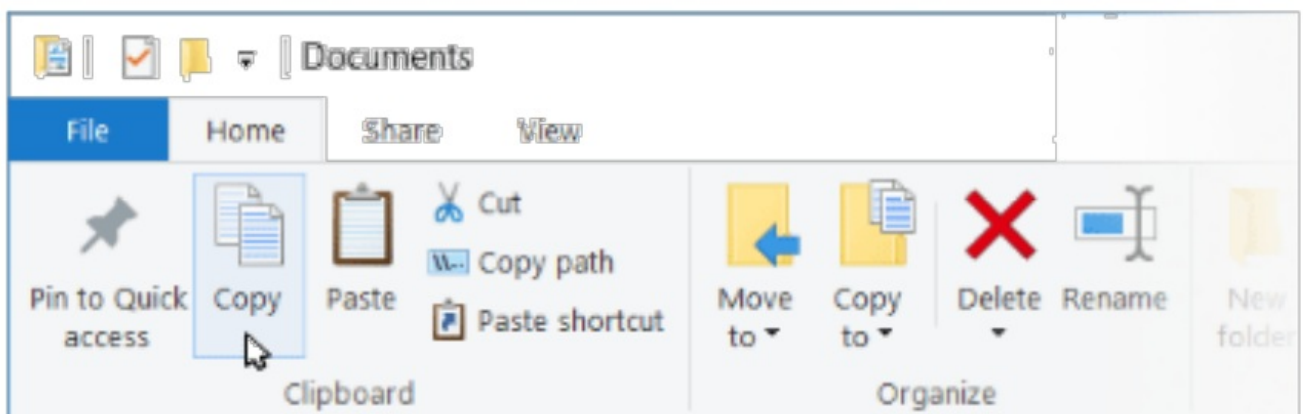 Documents
File Home Share View
Pin to Quick access
Copy
Paste
Cut
Copy path
Paste shortcut
Clipboard
Move to
Copy to
Delete
Rename
Organize
New folder